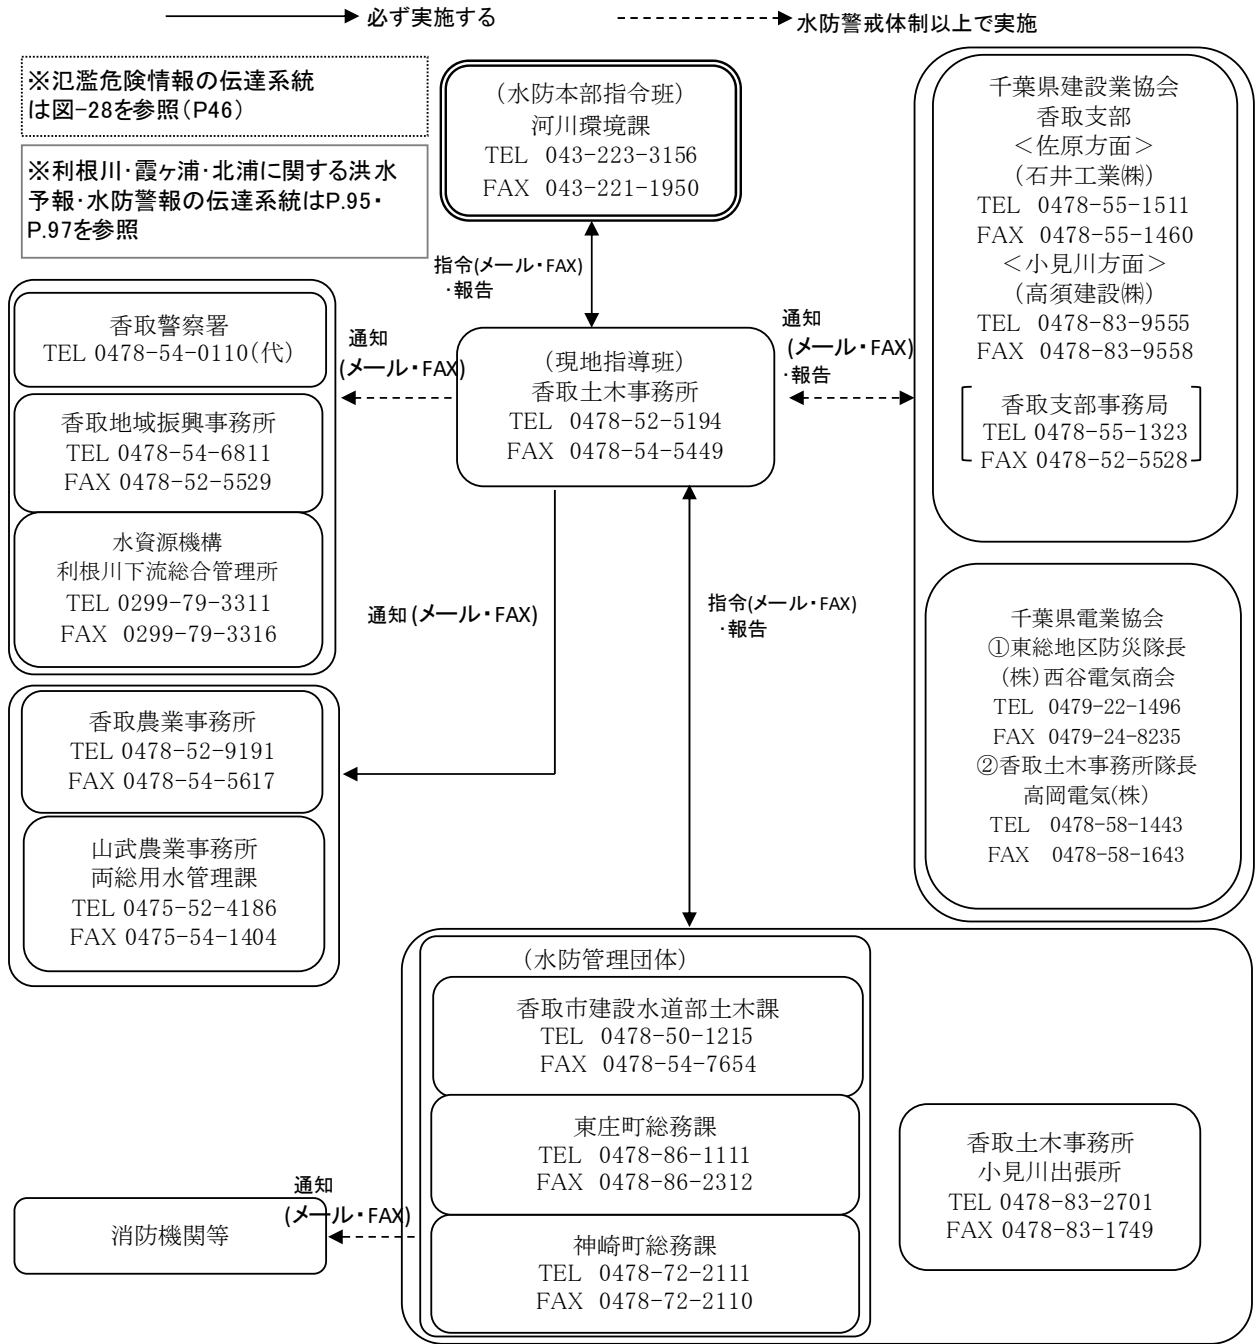 必ず実施する
水防警戒体制以上で実施
※氾濫危険情報の伝達系統
は図-28を参照(P46)
※利根川・霞ヶ浦・北浦に関する洪水
予報・水防警報の伝達系統はP.95・
P.97を参照
(水防本部指令班)
河川環境課
TEL 043-223-3156
FAX 043-221-1950
指令(メール・FAX)
・報告
千葉県建設業協会
香取支部
<佐原方面>
(石井工業㈱)
TEL 0478-55-1511
FAX 0478-55-1460
<小見川方面>
(高須建設㈱)
TEL 0478-83-9555
FAX 0478-83-9558
香取支部事務局
TEL 0478-55-1323
FAX 0478-52-5528
香取警察署
TEL 0478-54-0110(代)
香取地域振興事務所
TEL 0478-54-6811
FAX 0478-52-5529
水資源機構
利根川下流総合管理所
TEL 0299-79-3311
FAX 0299-79-3316
通知
(メール・FAX)
(現地指導班)
香取土木事務所
TEL 0478-52-5194
FAX 0478-54-5449
通知
(メール・FAX)
・報告
千葉県電業協会
①東総地区防災隊長
(株)西谷電気商会
TEL 0479-22-1496
FAX 0479-24-8235
②香取土木事務所隊長
高岡電気(株)
TEL 0478-58-1443
FAX 0478-58-1643
通知(メール・FAX)
指令(メール・FAX)
・報告
香取農業事務所
TEL 0478-52-9191
FAX 0478-54-5617
山武農業事務所
両総用水管理課
TEL 0475-52-4186
FAX 0475-54-1404
(水防管理団体)
香取市建設水道部土木課
TEL 0478-50-1215
FAX 0478-54-7654
東庄町総務課
TEL 0478-86-1111
FAX 0478-86-2312
神崎町総務課
TEL 0478-72-2111
FAX 0478-72-2110
香取土木事務所
小見川出張所
TEL 0478-83-2701
FAX 0478-83-1749
通知
(メール・FAX)
消防機関等